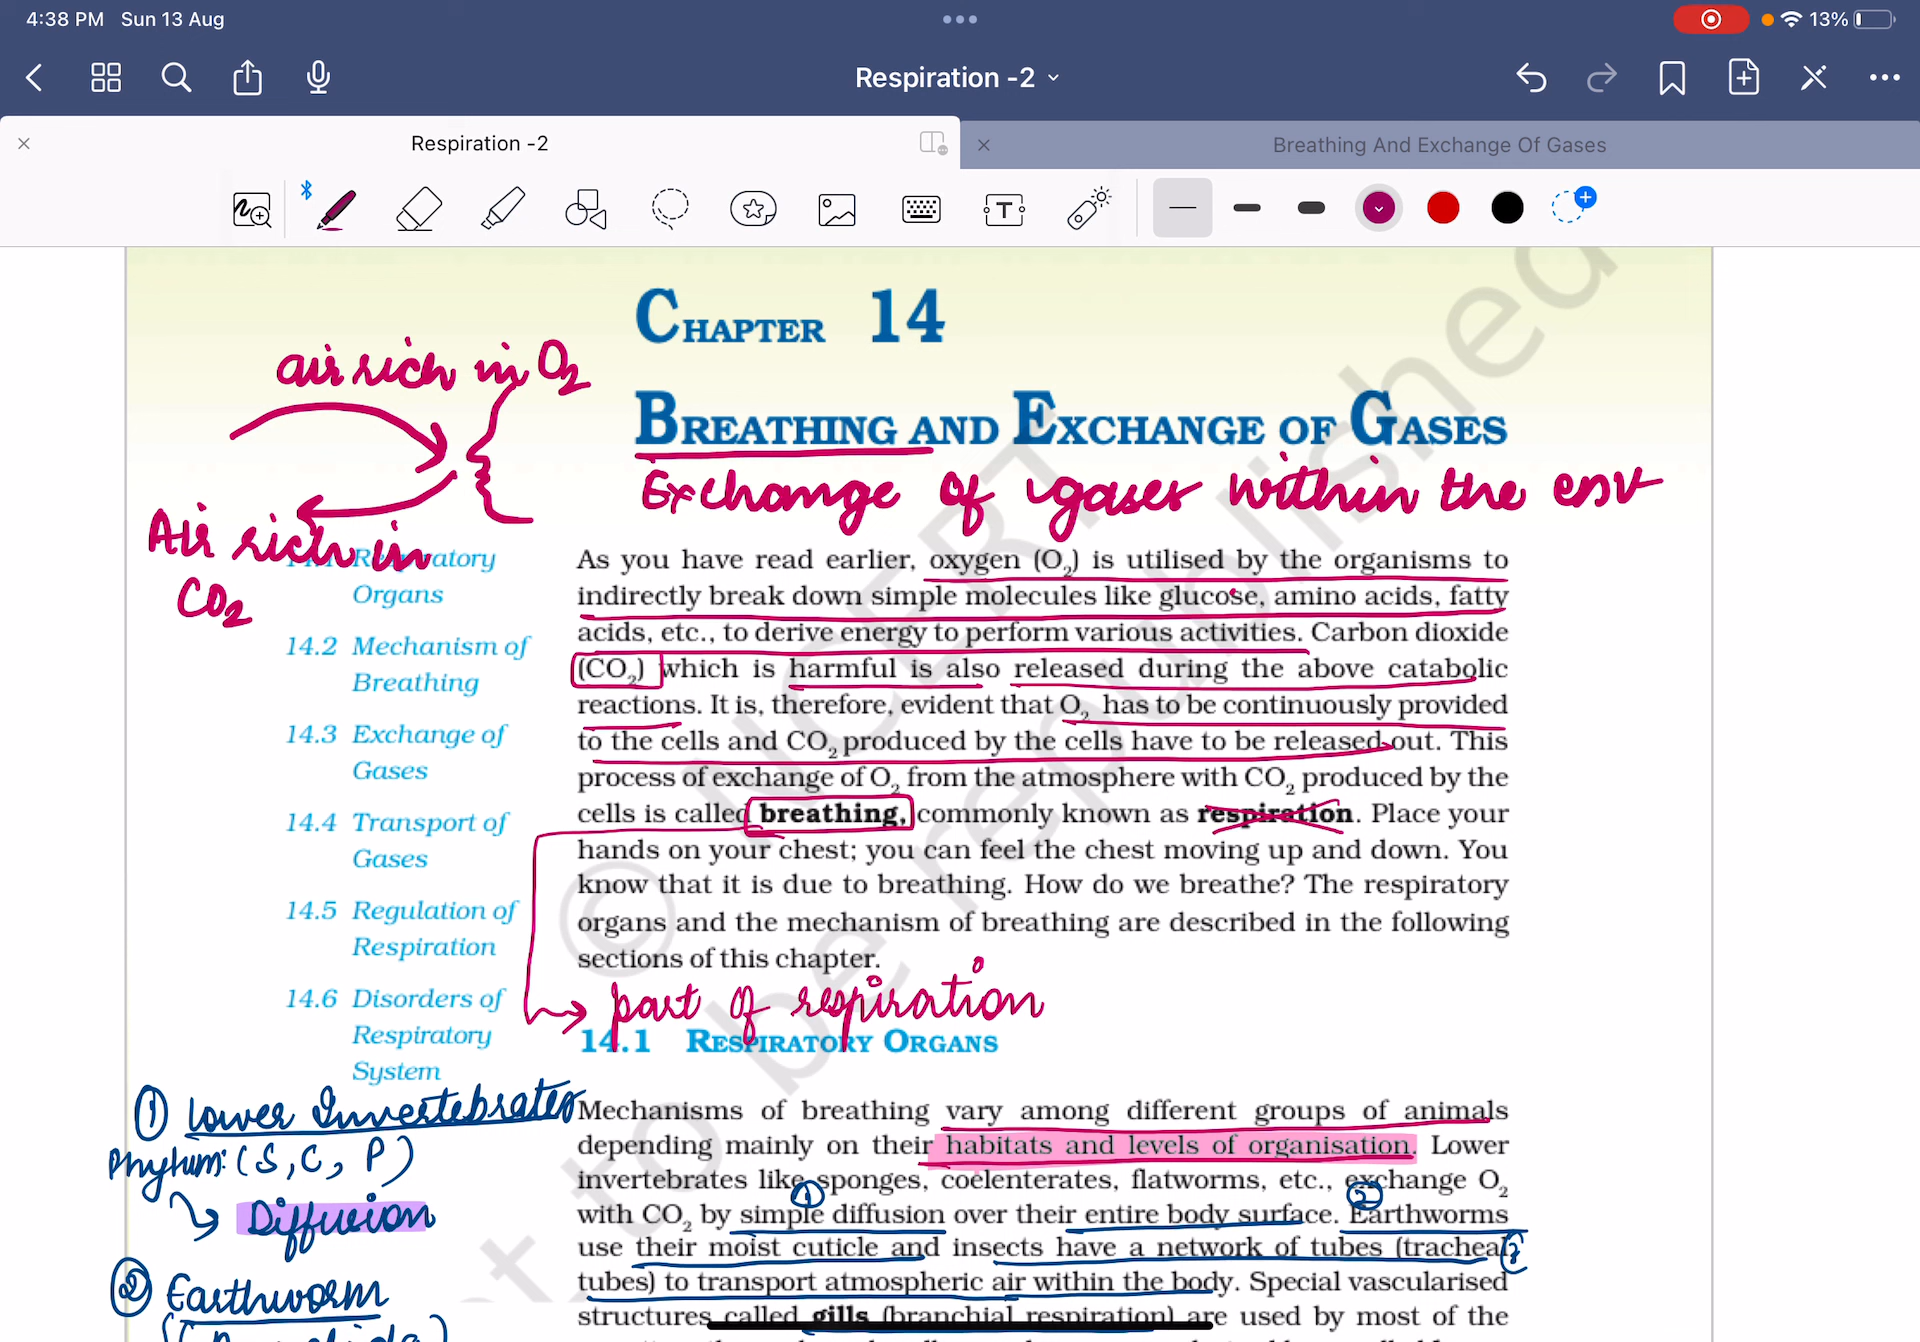 4:38 PM Sun 13 Aug
13%
Respiration -2
Respiration -2
Breathing And Exchange Of Gases
T
CHAPTER 14
air rich in O2
BREATHING AND EXCHANGE OF GASES
Exchange of gases within the env
Air rich in
CO2
14.1 Respiratory
Organs
14.2 Mechanism of
Breathing
14.3 Exchange of
Gases
14.4 Transport of
Gases
14.5 Regulation of
Respiration
14.6 Disorders of
Respiratory
System
As you have read earlier, oxygen (O2) is utilised by the organisms to
indirectly break down simple molecules like glucose, amino acids, fatty
acids, etc., to derive energy to perform various activities. Carbon dioxide
(CO2) which is harmful is also released during the above catabolic
reactions. It is, therefore, evident that O2 has to be continuously provided
to the cells and CO2 produced by the cells have to be released out. This
process of exchange of O2 from the atmosphere with CO2 produced by the
cells is called breathing, commonly known as respiration. Place your
hands on your chest; you can feel the chest moving up and down. You
know that it is due to breathing. How do we breathe? The respiratory
organs and the mechanism of breathing are described in the following
sections of this chapter.
part of respiration
14.1 RESPIRATORY ORGANS
① Lower Invertebrates
Phylum: (S, C, P)
Diffusion
② Earthworm
Mechanisms of breathing vary among different groups of animals
depending mainly on their habitats and levels of organisation. Lower
invertebrates like sponges, coelenterates, flatworms, etc., exchange O2
① ②
with CO2 by simple diffusion over their entire body surface. Earthworms
use their moist cuticle and insects have a network of tubes (tracheal
tubes) to transport atmospheric air within the body. Special vascularised
structures called gills (branchial respiration) are used by most of the
© NCERT
not to be republished